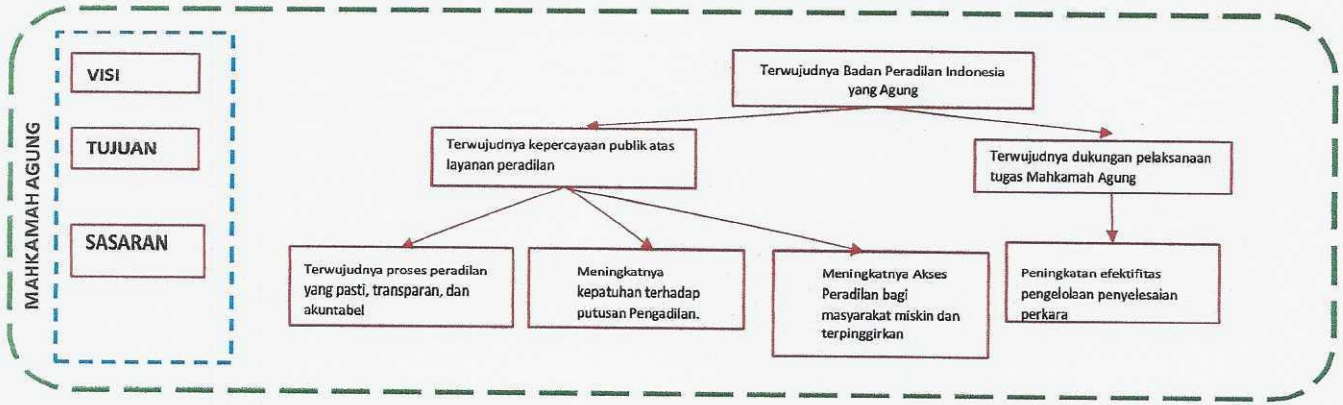 MAHKAMAH AGUNG
VISI
TUJUAN
SASARAN
Terwujudnya Badan Peradilan Indonesia
yang Agung
Terwujudnya kepercayaan publik atas
layanan peradilan
Terwujudnya dukungan pelaksanaan
tugas Mahkamah Agung
Terwujudnya proses peradilan
yang pasti, transparan, dan
akuntabel
Meningkatnya
kepatuhan terhadap
putusan Pengadilan.
Meningkatnya Akses
Peradilan bagi
masyarakat miskin dan
terpinggirkan
Peningkatan efektifitas
pengelolaan penyelesaian
perkara